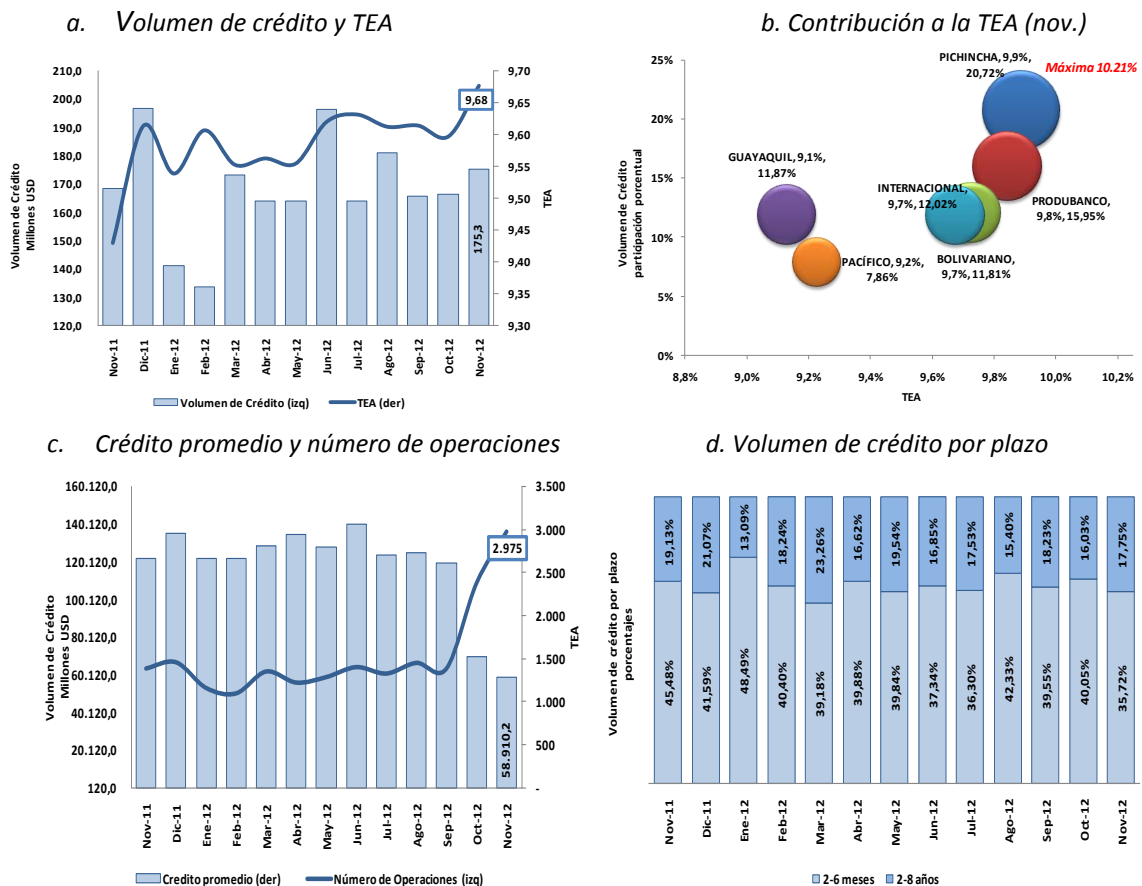 a. Volumen de crédito y TEA
210,0
200,0
190,0
180,0
170,0
160,0
150,0
140,0
130,0
120,0
Volumen de Crédito
Millones USD
9,70
9,65
9,60
9,55
9,50
9,45
9,40
9,35
9,30
TEA
9,68
175,3
Nov-11
Dic-11
Ene-12
Feb-12
Mar-12
Abr-12
May-12
Jun-12
Jul-12
Ago-12
Sep-12
Oct-12
Nov-12
Volumen de Crédito (izq)
TEA (der)
b. Contribución a la TEA (nov.)
25%
20%
15%
10%
5%
0%
Volumen de Crédito
participación porcentual
PICHINCHA, 9,9%,
20,72%
Máxima 10.21%
GUAYAQUIL, 9,1%,
11,87%
INTERNACIONAL,
9,7%, 12,02%
PRODUBANCO,
9,8%, 15,95%
PACÍFICO, 9,2%,
7,86%
BOLIVARIANO,
9,7%, 11,81%
8,8%
9,0%
9,2%
9,4%
9,6%
9,8%
10,0%
10,2%
TEA
c. Crédito promedio y número de operaciones
160.120,0
140.120,0
120.120,0
100.120,0
80.120,0
60.120,0
40.120,0
20.120,0
120,0
Volumen de Crédito
Millones USD
3.500
3.000
2.500
2.000
1.500
1.000
500
-
TEA
2.975
58.910,2
Nov-11
Dic-11
Ene-12
Feb-12
Mar-12
Abr-12
May-12
Jun-12
Jul-12
Ago-12
Sep-12
Oct-12
Nov-12
Credito promedio (der)
Número de Operaciones (izq)
d. Volumen de crédito por plazo
Volumen de crédito por plazo
porcentajes
19,13%
21,07%
13,09%
18,24%
23,26%
16,62%
19,54%
16,85%
17,53%
15,40%
18,23%
16,03%
17,75%
45,48%
41,59%
48,49%
40,40%
39,18%
39,88%
39,84%
37,34%
36,30%
42,33%
39,55%
40,05%
35,72%
Nov-11
Dic-11
Ene-12
Feb-12
Mar-12
Abr-12
May-12
Jun-12
Jul-12
Ago-12
Sep-12
Oct-12
Nov-12
2-6 meses
2-8 años